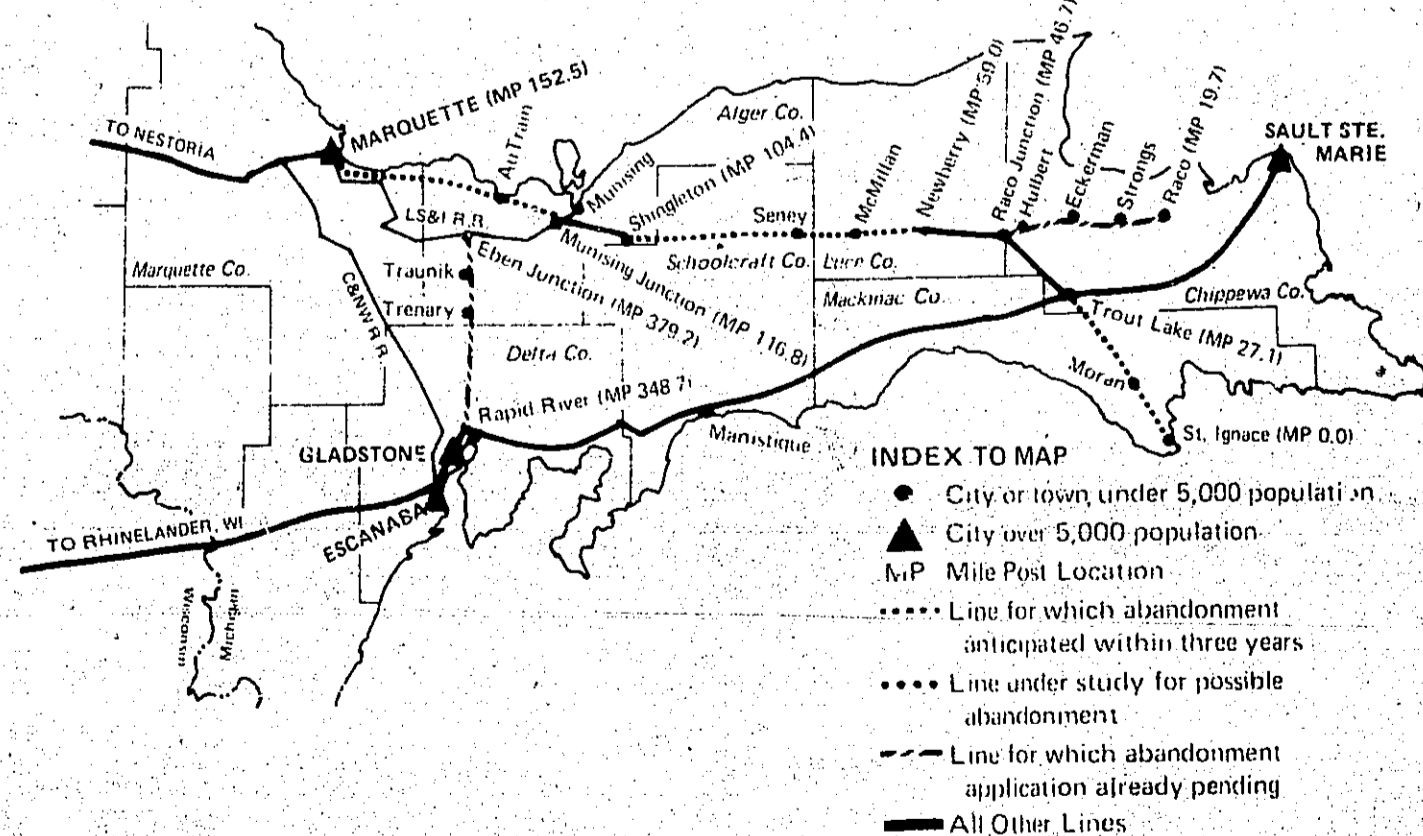 TO NESTORIA
MARQUETTE (MP 152.5)
AuTrain
Munising
Alger Co.
Shingleton (MP 104.4)
Seney
McMillan
Newberry (MP 59.0)
Raco Junction (MP 46.7)
Hulbert
Eckerman
Strongs
Raco (MP 19.7)
SAULT STE.
MARIE
LS&I R.R.
Marquette Co.
C&NW R R.
Traunik
Trenary
Eben Junction (MP 379.2)
Munising Junction (MP 116.8)
Schoolcraft Co.
Luce Co.
Mackinac Co.
Chippewa Co.
Trout Lake (MP 27.1)
Delta Co.
Moran
Rapid River (MP 348 7)
Manistique
St. Ignace (MP 0.0)
GLADSTONE
ESCANABA
TO RHINELANDER, WI
Wisconsin
Michigan
INDEX TO MAP
City or town under 5,000 population
City over 5,000 population
MP Mile Post Location
Line for which abandonment
anticipated within three years
Line under study for possible
abandonment
Line for which abandonment
application already pending
All Other Lines